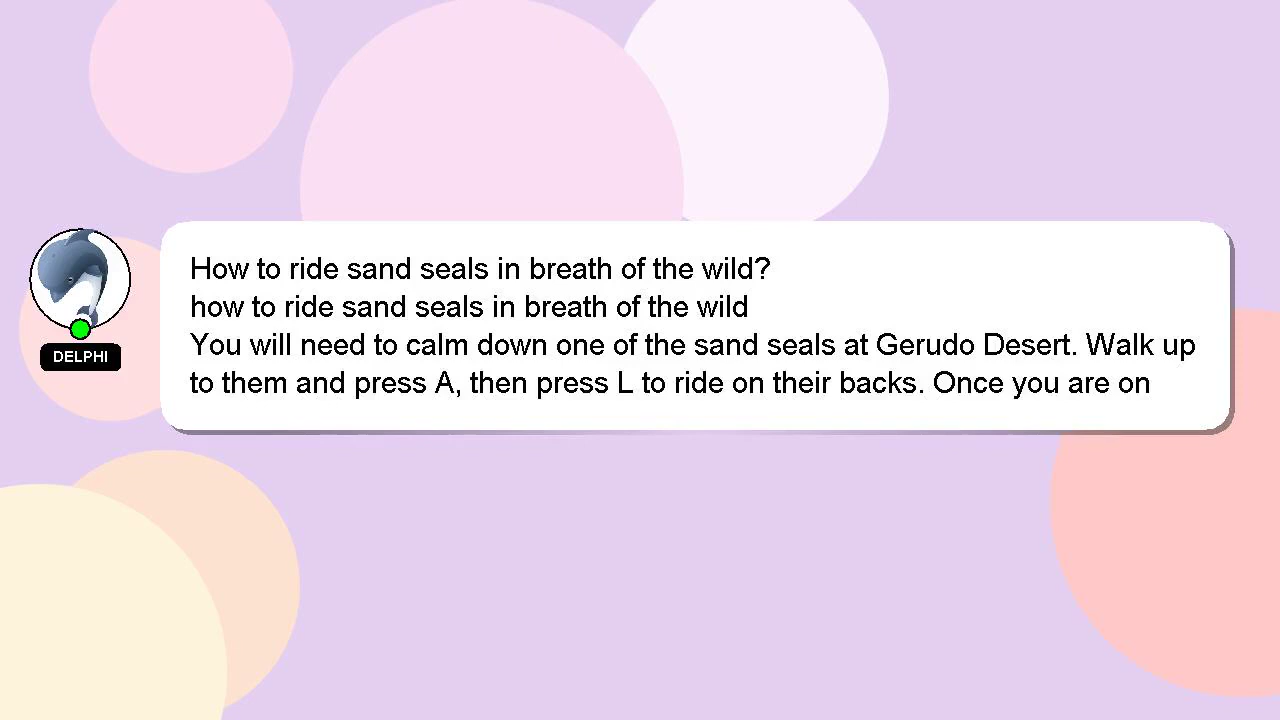 How to ride sand seals in breath of the wild?
how to ride sand seals in breath of the wild
You will need to calm down one of the sand seals at Gerudo Desert. Walk up
to them and press A, then press L to ride on their backs. Once you are on
DELPHI